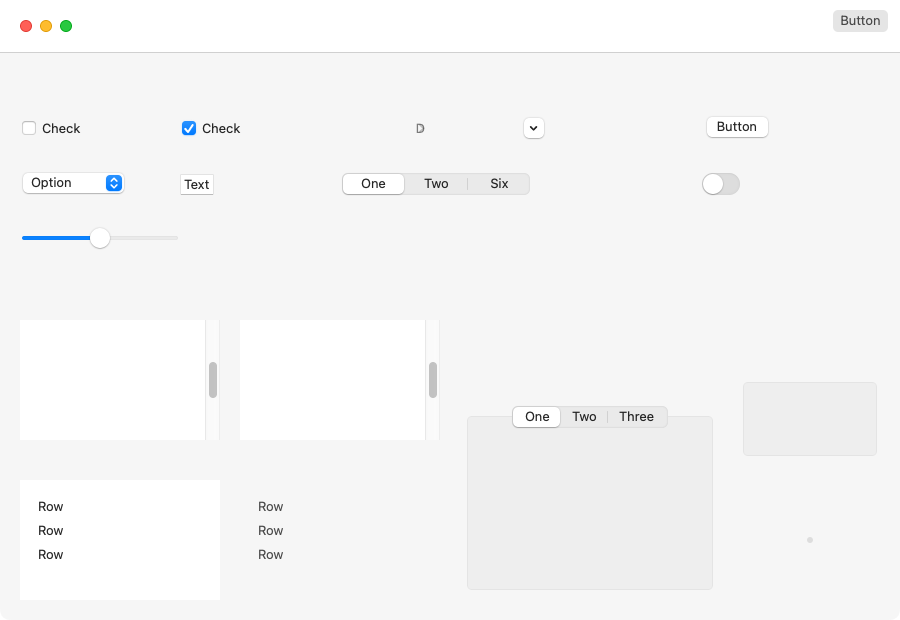 Button
Check
Check
D
Button
Option
Text
One Two Six
One Two Three
Row
Row
Row
Row
Row
Row